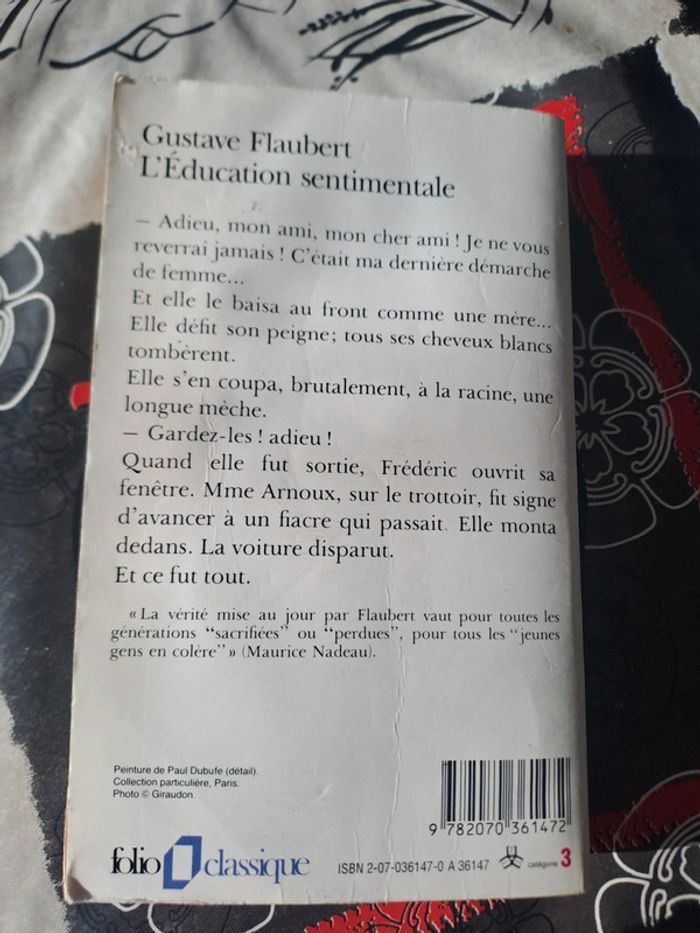 Gustave Flaubert
L'Éducation sentimentale
– Adieu, mon ami, mon cher ami ! Je ne vous
reverrai jamais ! C'était ma dernière démarche
de femme...
Et elle le baisa au front comme une mère...
Elle défit son peigne ; tous ses cheveux blancs
tombèrent.
Elle s'en coupa, brutalement, à la racine, une
longue mèche.
– Gardez-les ! adieu !
Quand elle fut sortie, Frédéric ouvrit sa
fenêtre. Mme Arnoux, sur le trottoir, fit signe
d'avancer à un fiacre qui passait. Elle monta
dedans. La voiture disparut.
Et ce fut tout.
« La vérité mise au jour par Flaubert vaut pour toutes les
générations "sacrifiées" ou "perdues", pour tous les "jeunes
gens en colère" » (Maurice Nadeau).
Peinture de Paul Dubufe (détail).
Collection particulière, Paris.
Photo © Giraudon.
9 782070 361472
folio classique
ISBN 2-07-036147-0 A 36147
catégorie 3